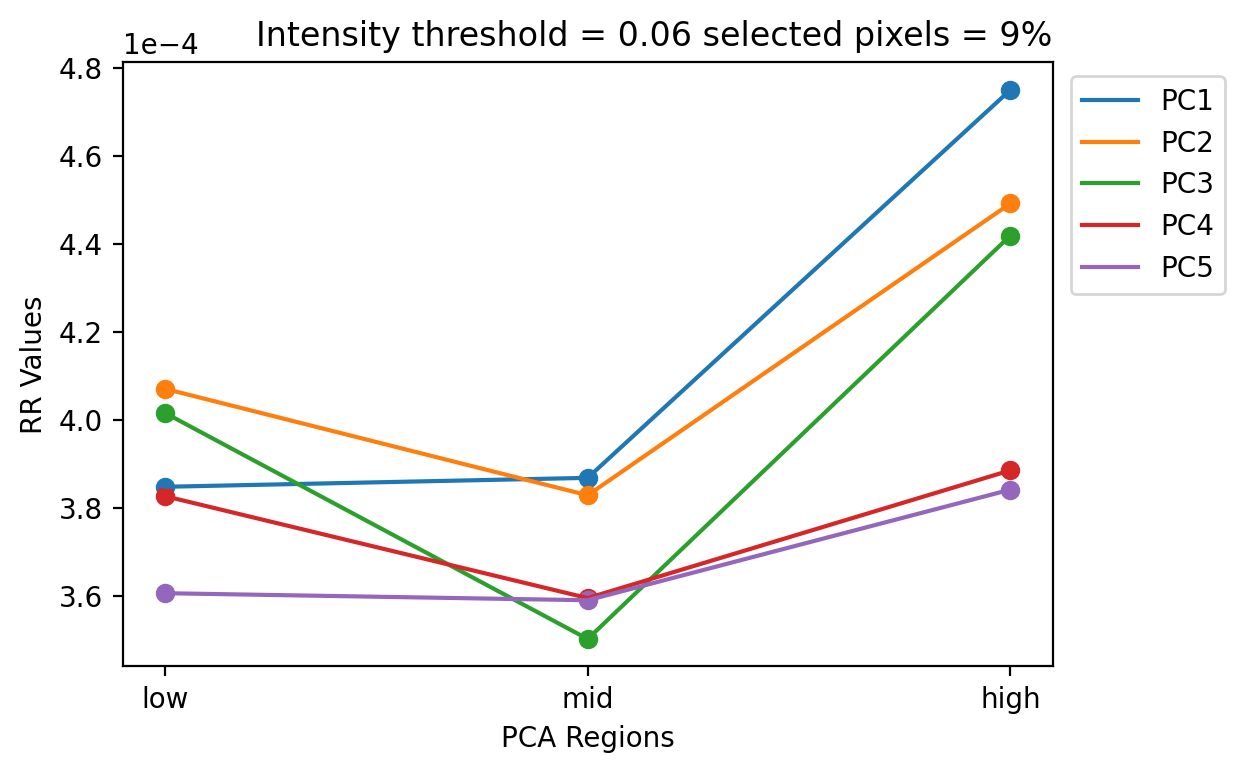 Intensity threshold = 0.06 selected pixels = 9%
1e−4
4.8
4.6
4.4
4.2
4.0
3.8
3.6
RR Values
low
mid
high
PCA Regions
PC1
PC2
PC3
PC4
PC5